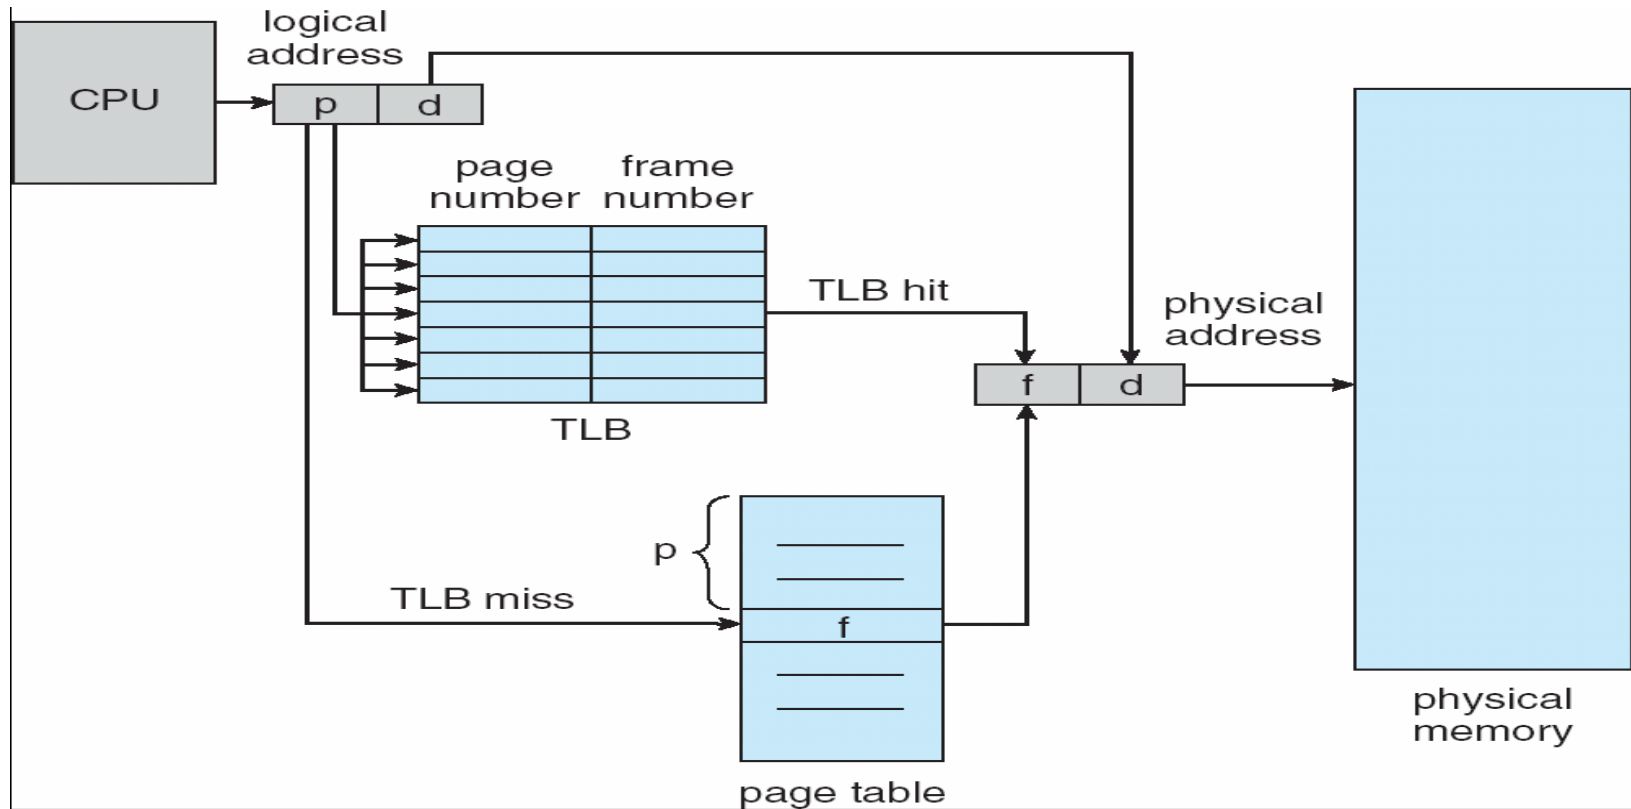 logical
address
CPU
p
d
page
number
frame
number
TLB hit
physical
address
f
d
TLB
p
TLB miss
f
physical
memory
page table